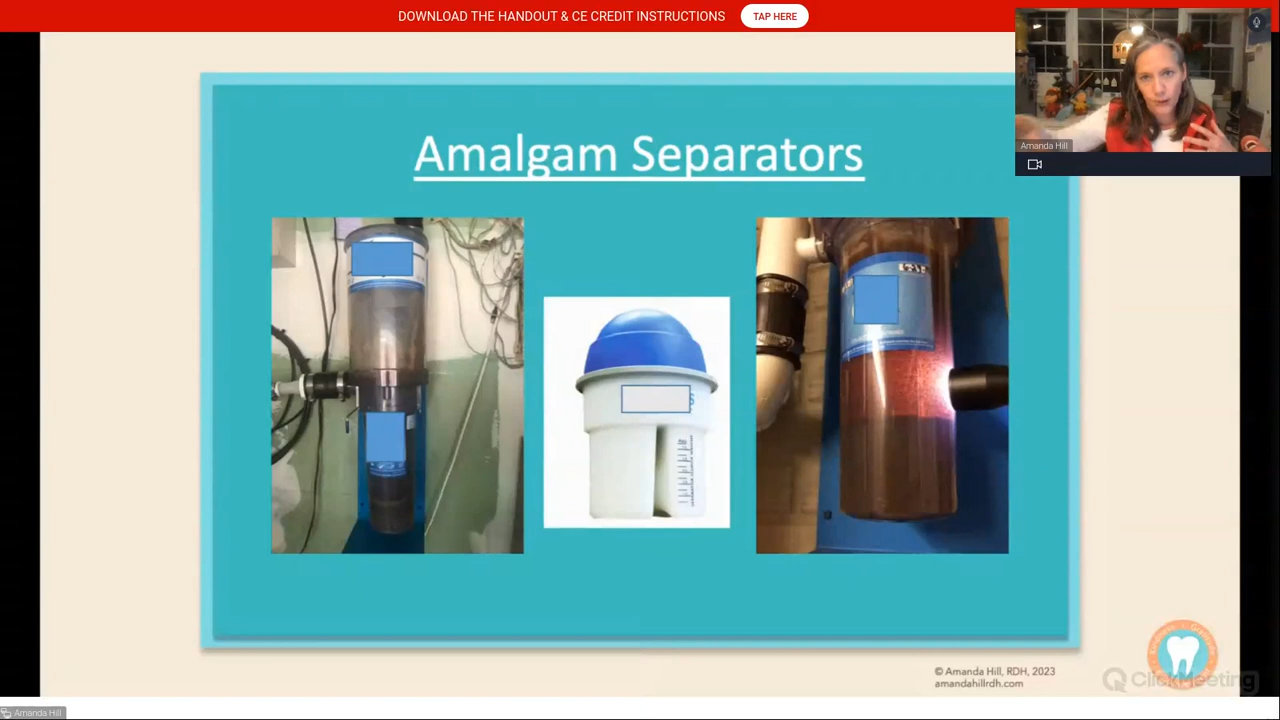 DOWNLOAD THE HANDOUT & CE CREDIT INSTRUCTIONS
TAP HERE
Amanda Hill
Amalgam Separators
© Amanda Hill, RDH, 2023
amandahillrdh.com
ClickMeeting
Amanda Hill